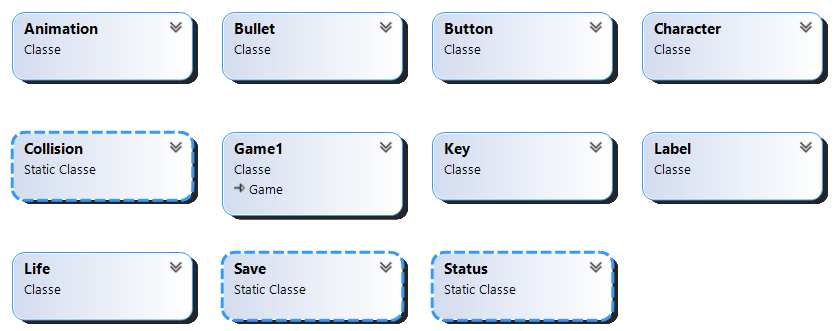 Animation
Classe
Bullet
Classe
Button
Classe
Character
Classe
Collision
Static Classe
Game1
Classe
Game
Key
Classe
Label
Classe
Life
Classe
Save
Static Classe
Status
Static Classe